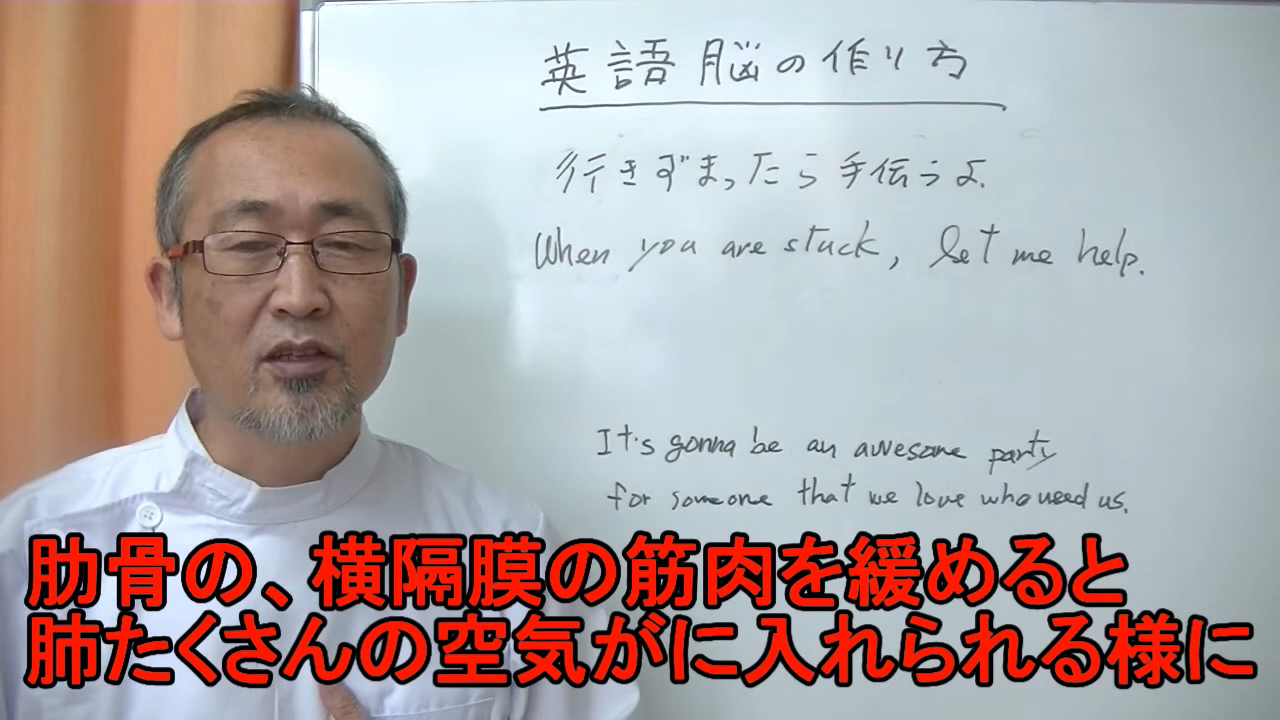 英語脳の作り方
行きずまったら手伝うよ.
When you are stuck, let me help.
It's gonna be an awesome party
for someone that we love who need us.
肋骨の、横隔膜の筋肉を緩めると
肺たくさんの空気がに入れられる様に